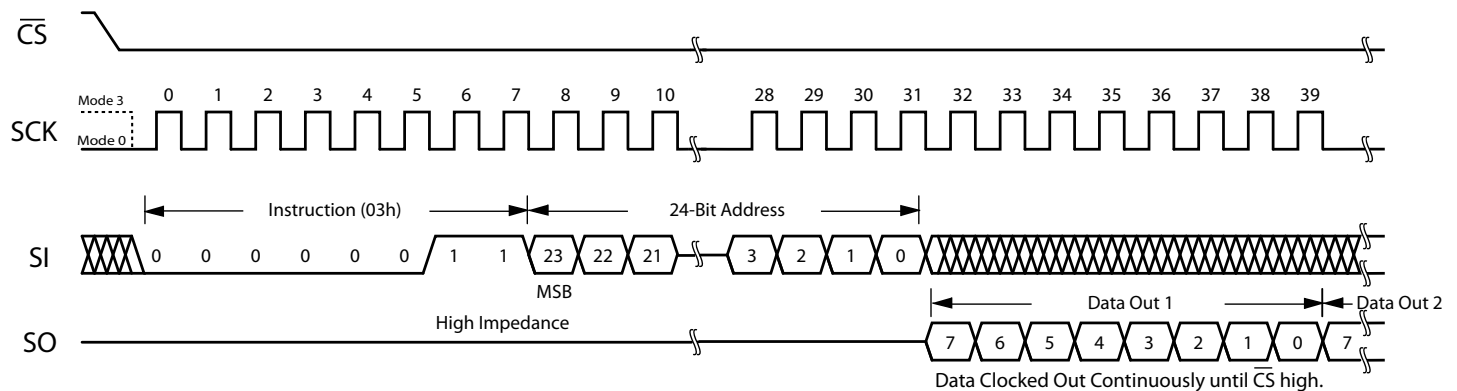 CS
Mode 3
0 1 2 3 4 5 6 7 8 9 10 28 29 30 31 32 33 34 35 36 37 38 39
SCK
Mode 0
Instruction (03h) 24-Bit Address
SI 0 0 0 0 0 0 1 1 23 22 21 3 2 1 0
MSB
Data Out 1 Data Out 2
High Impedance
SO 7 6 5 4 3 2 1 0 7
Data Clocked Out Continuously until CS high.